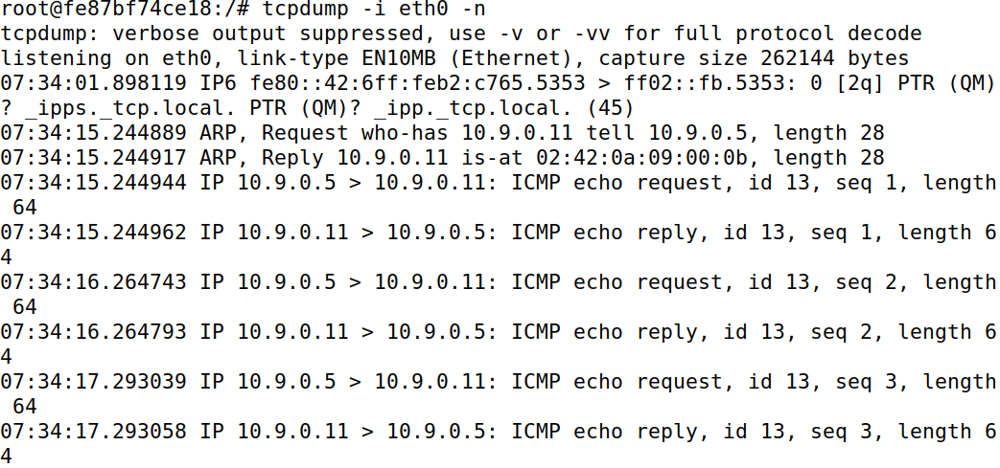 root@fe87bf74ce18:/# tcpdump -i eth0 -n
tcpdump: verbose output suppressed, use -v or -vv for full protocol decode
listening on eth0, link-type EN10MB (Ethernet), capture size 262144 bytes
07:34:01.898119 IP6 fe80::42:6ff:feb2:c765.5353 > ff02::fb.5353: 0 [2q] PTR (QM)
? _ipps._tcp.local. PTR (QM)? _ipp._tcp.local. (45)
07:34:15.244889 ARP, Request who-has 10.9.0.11 tell 10.9.0.5, length 28
07:34:15.244917 ARP, Reply 10.9.0.11 is-at 02:42:0a:09:00:0b, length 28
07:34:15.244944 IP 10.9.0.5 > 10.9.0.11: ICMP echo request, id 13, seq 1, length
 64
07:34:15.244962 IP 10.9.0.11 > 10.9.0.5: ICMP echo reply, id 13, seq 1, length 6
4
07:34:16.264743 IP 10.9.0.5 > 10.9.0.11: ICMP echo request, id 13, seq 2, length
 64
07:34:16.264793 IP 10.9.0.11 > 10.9.0.5: ICMP echo reply, id 13, seq 2, length 6
4
07:34:17.293039 IP 10.9.0.5 > 10.9.0.11: ICMP echo request, id 13, seq 3, length
 64
07:34:17.293058 IP 10.9.0.11 > 10.9.0.5: ICMP echo reply, id 13, seq 3, length 6
4